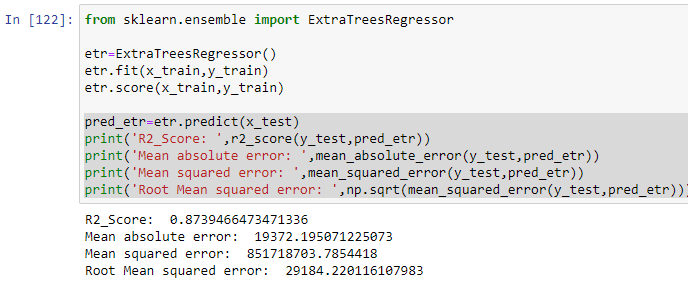 In [122]: from sklearn.ensemble import ExtraTreesRegressor
etr=ExtraTreesRegressor()
etr.fit(x_train,y_train)
etr.score(x_train,y_train)
pred_etr=etr.predict(x_test)
print('R2_Score: ',r2_score(y_test,pred_etr))
print('Mean absolute error: ',mean_absolute_error(y_test,pred_etr))
print('Mean squared error: ',mean_squared_error(y_test,pred_etr))
print('Root Mean squared error: ',np.sqrt(mean_squared_error(y_test,pred_etr)))
R2_Score:  0.8739466473471336
Mean absolute error:  19372.195071225073
Mean squared error:  851718703.7854418
Root Mean squared error:  29184.220116107983